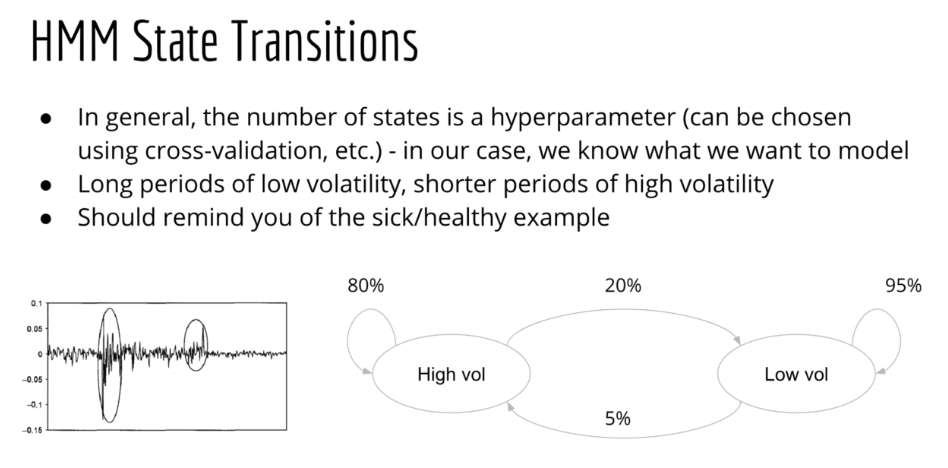 HMM State Transitions
● In general, the number of states is a hyperparameter (can be chosen
using cross-validation, etc.) - in our case, we know what we want to model
● Long periods of low volatility, shorter periods of high volatility
● Should remind you of the sick/healthy example
80%
20%
95%
High vol
Low vol
5%
0.1
0.05
0
-0.05
-0.1
-0.15